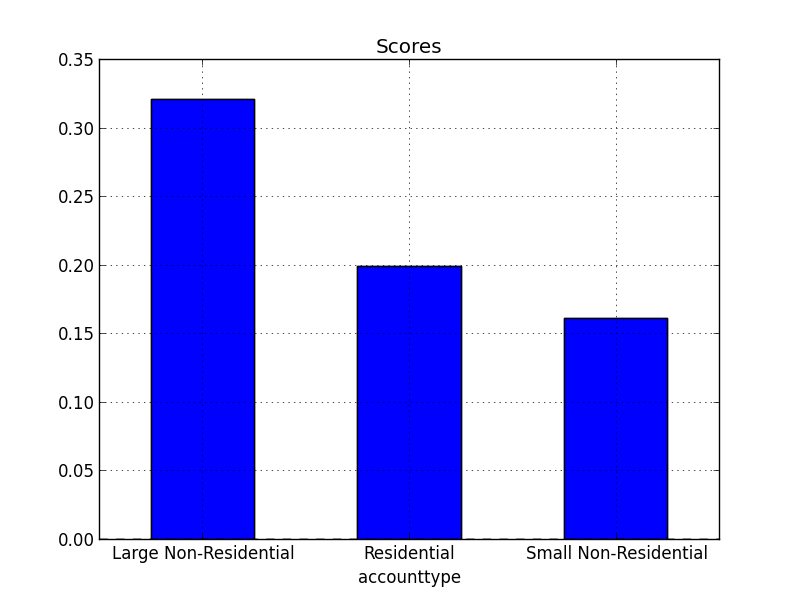 Scores
0.35
0.30
0.25
0.20
0.15
0.10
0.05
0.00
Large Non-Residential Residential Small Non-Residential
accounttype